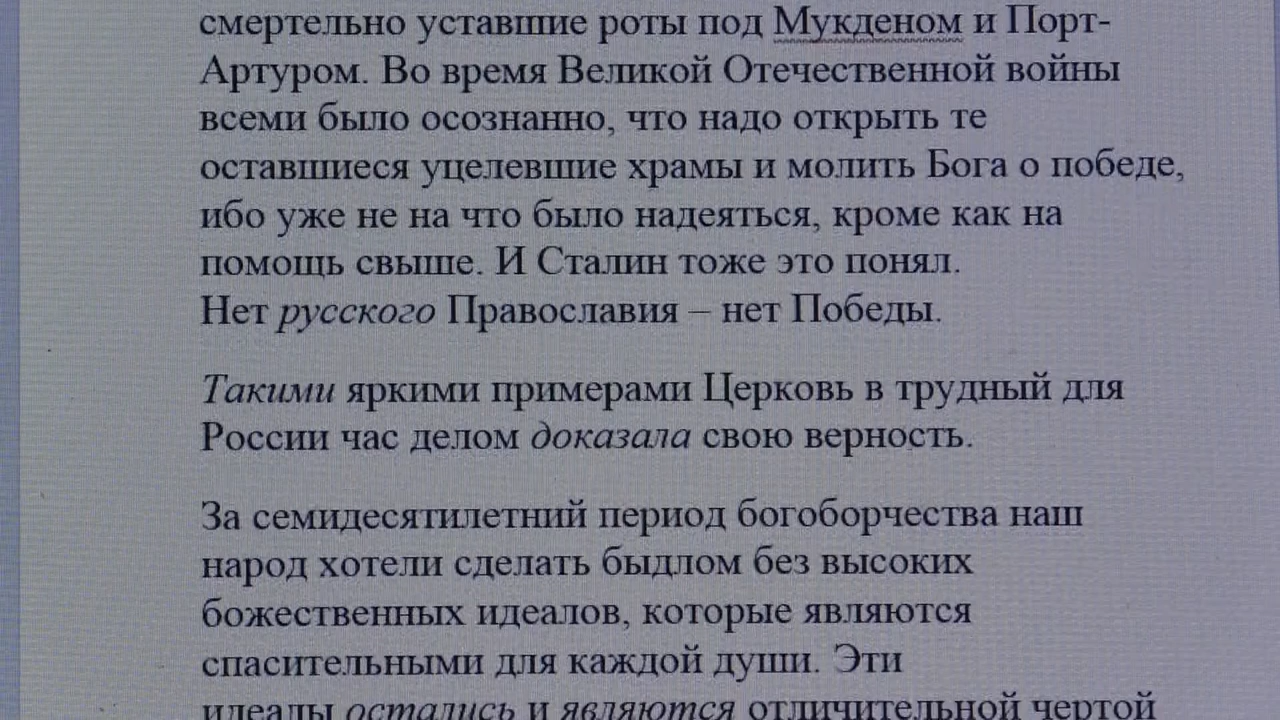 смертельно уставшие роты под Мукденом и Порт-
Артуром. Во время Великой Отечественной войны
всеми было осознанно, что надо открыть те
оставшиеся уцелевшие храмы и молить Бога о победе,
ибо уже не на что было надеяться, кроме как на
помощь свыше. И Сталин тоже это понял.
Нет русского Православия – нет Победы.
Такими яркими примерами Церковь в трудный для
России час делом доказала свою верность.
За семидесятилетний период богоборчества наш
народ хотели сделать быдлом без высоких
божественных идеалов, которые являются
спасительными для каждой души. Эти
идеалы остались и являются отличительной чертой